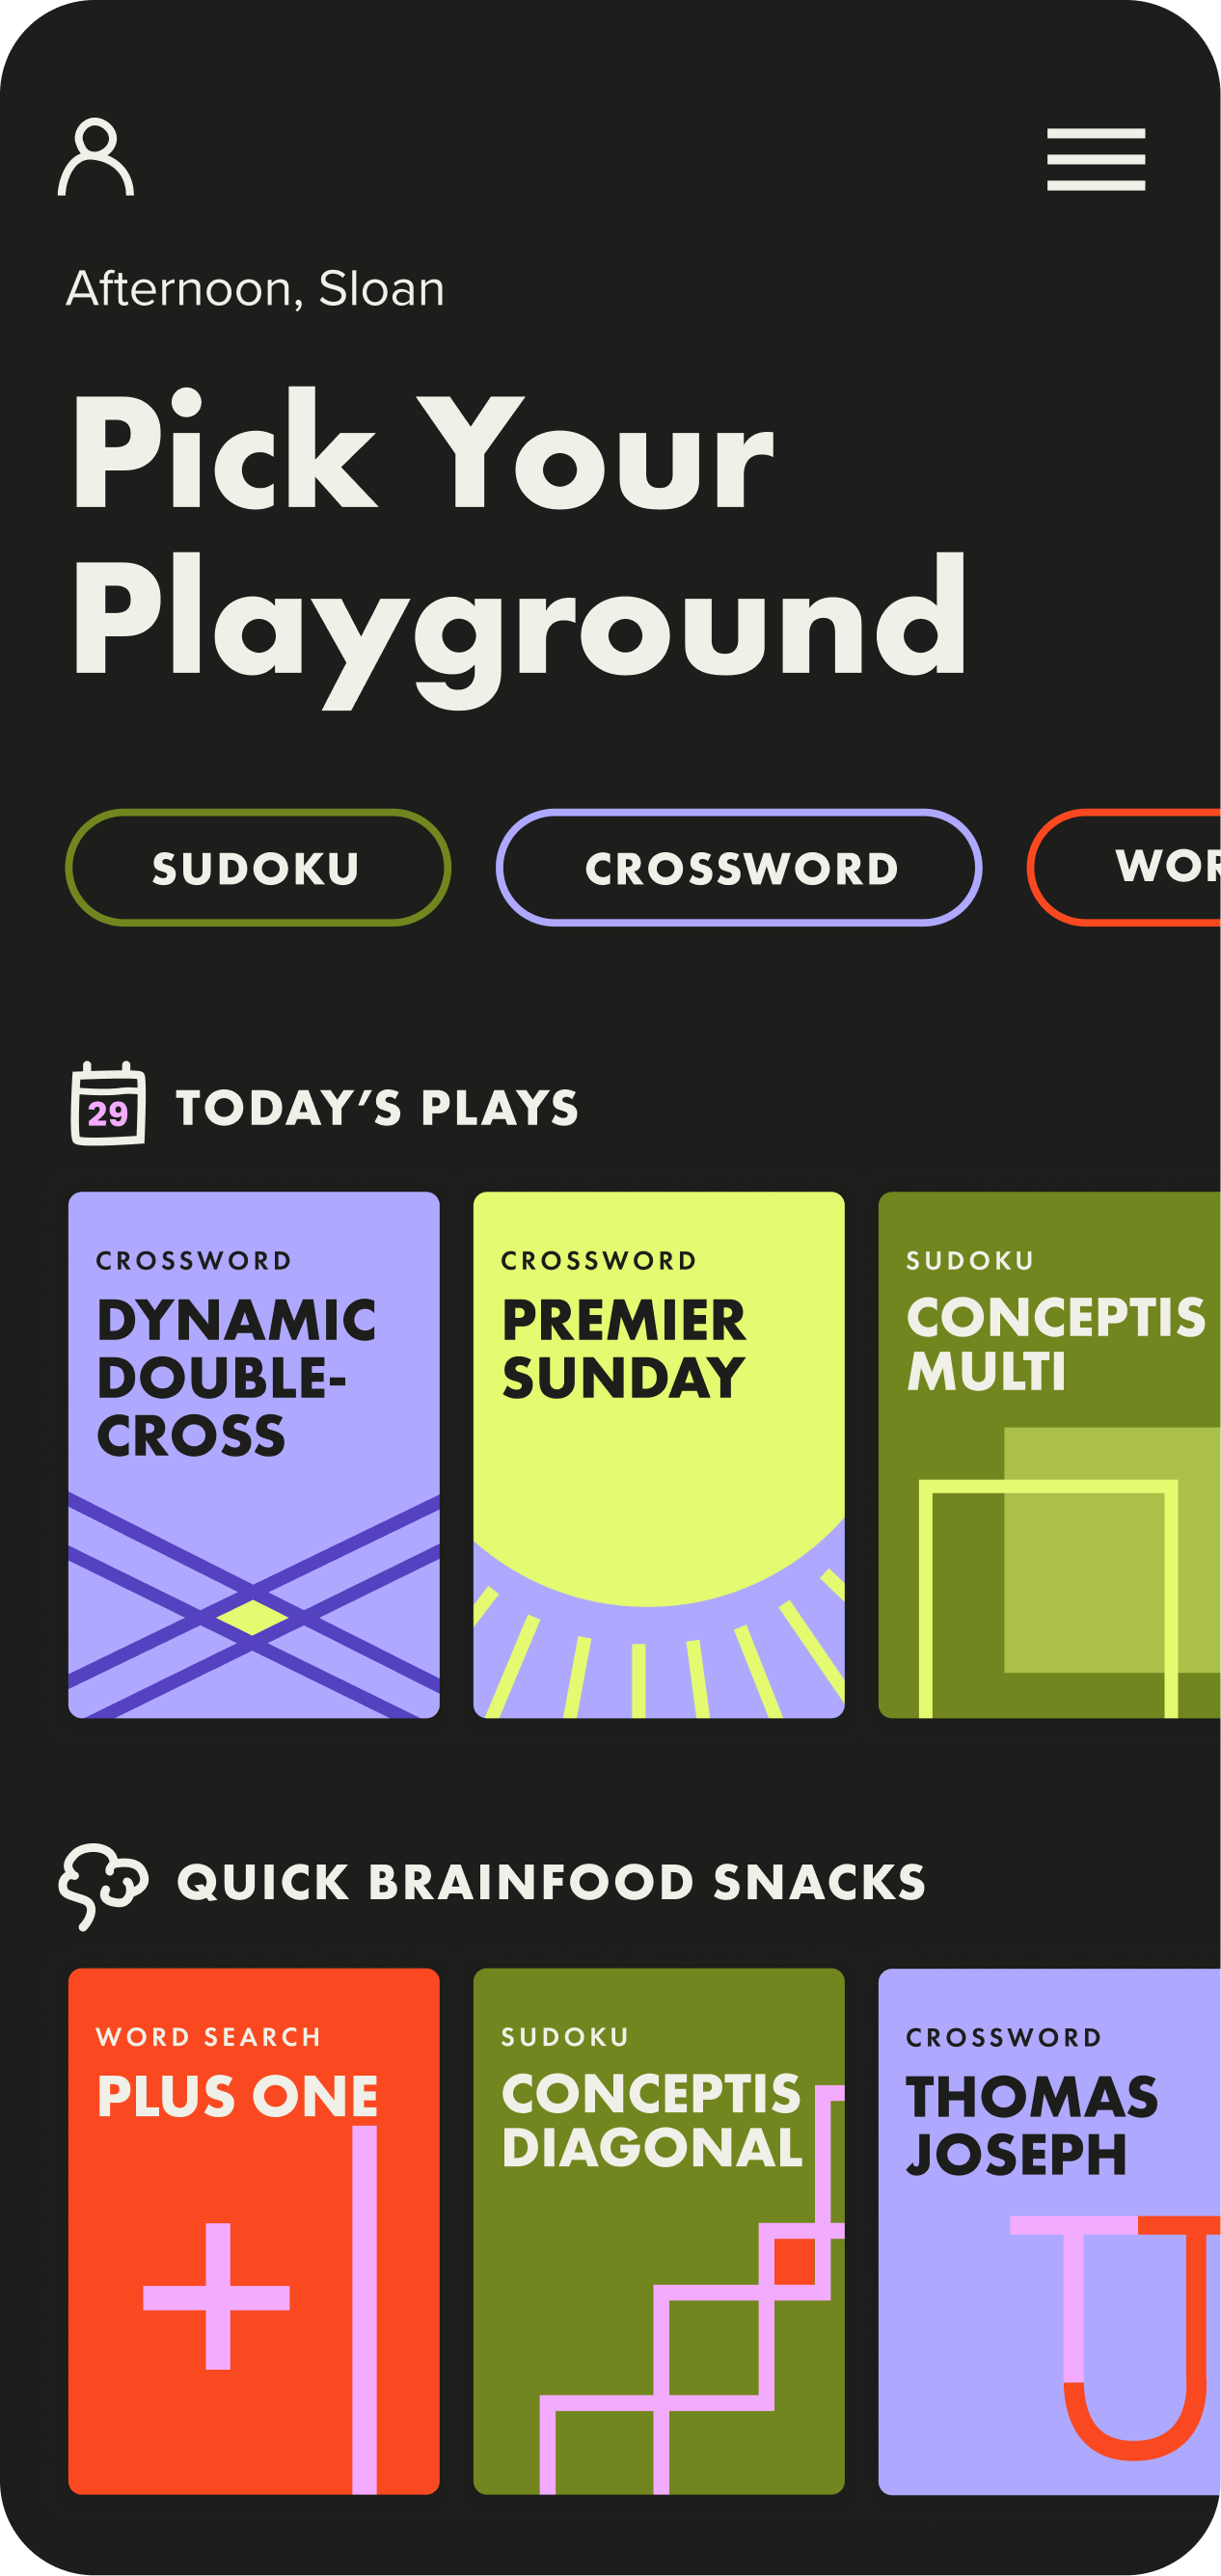 Afternoon, Sloan
Pick Your
Playground
SUDOKU
CROSSWORD
29
TODAY’S PLAYS
CROSSWORD
DYNAMIC
DOUBLE-
CROSS
CROSSWORD
PREMIER
SUNDAY
SUDOKU
CONCEPTIS
MULTI
QUICK BRAINFOOD SNACKS
WORD SEARCH
PLUS ONE
SUDOKU
CONCEPTIS
DIAGONAL
CROSSWORD
THOMAS
JOSEPH